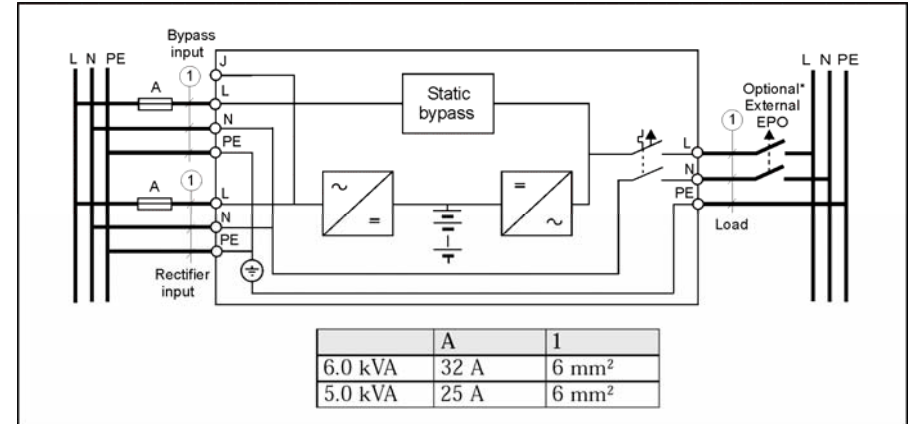 Bypass
input
L N PE
A
1
J
L
N
PE
A
1
L
N
PE
Rectifier
input
Static
bypass
~
=
=
~
L
N
PE
1
Load
Optional*
External
EPO
L N PE
A 1
6.0 kVA 32 A 6 mm²
5.0 kVA 25 A 6 mm²